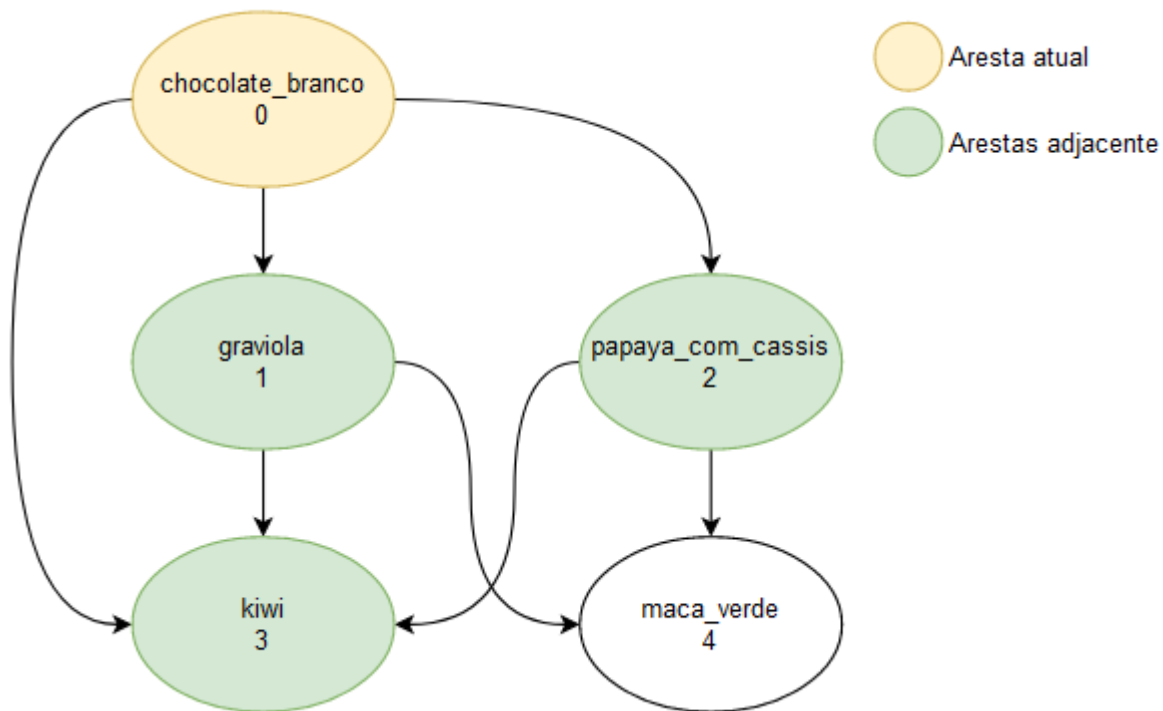 chocolate_branco
0
Aresta atual
Arestas adjacente
graviola
1
papaya_com_cassis
2
kiwi
3
maca_verde
4